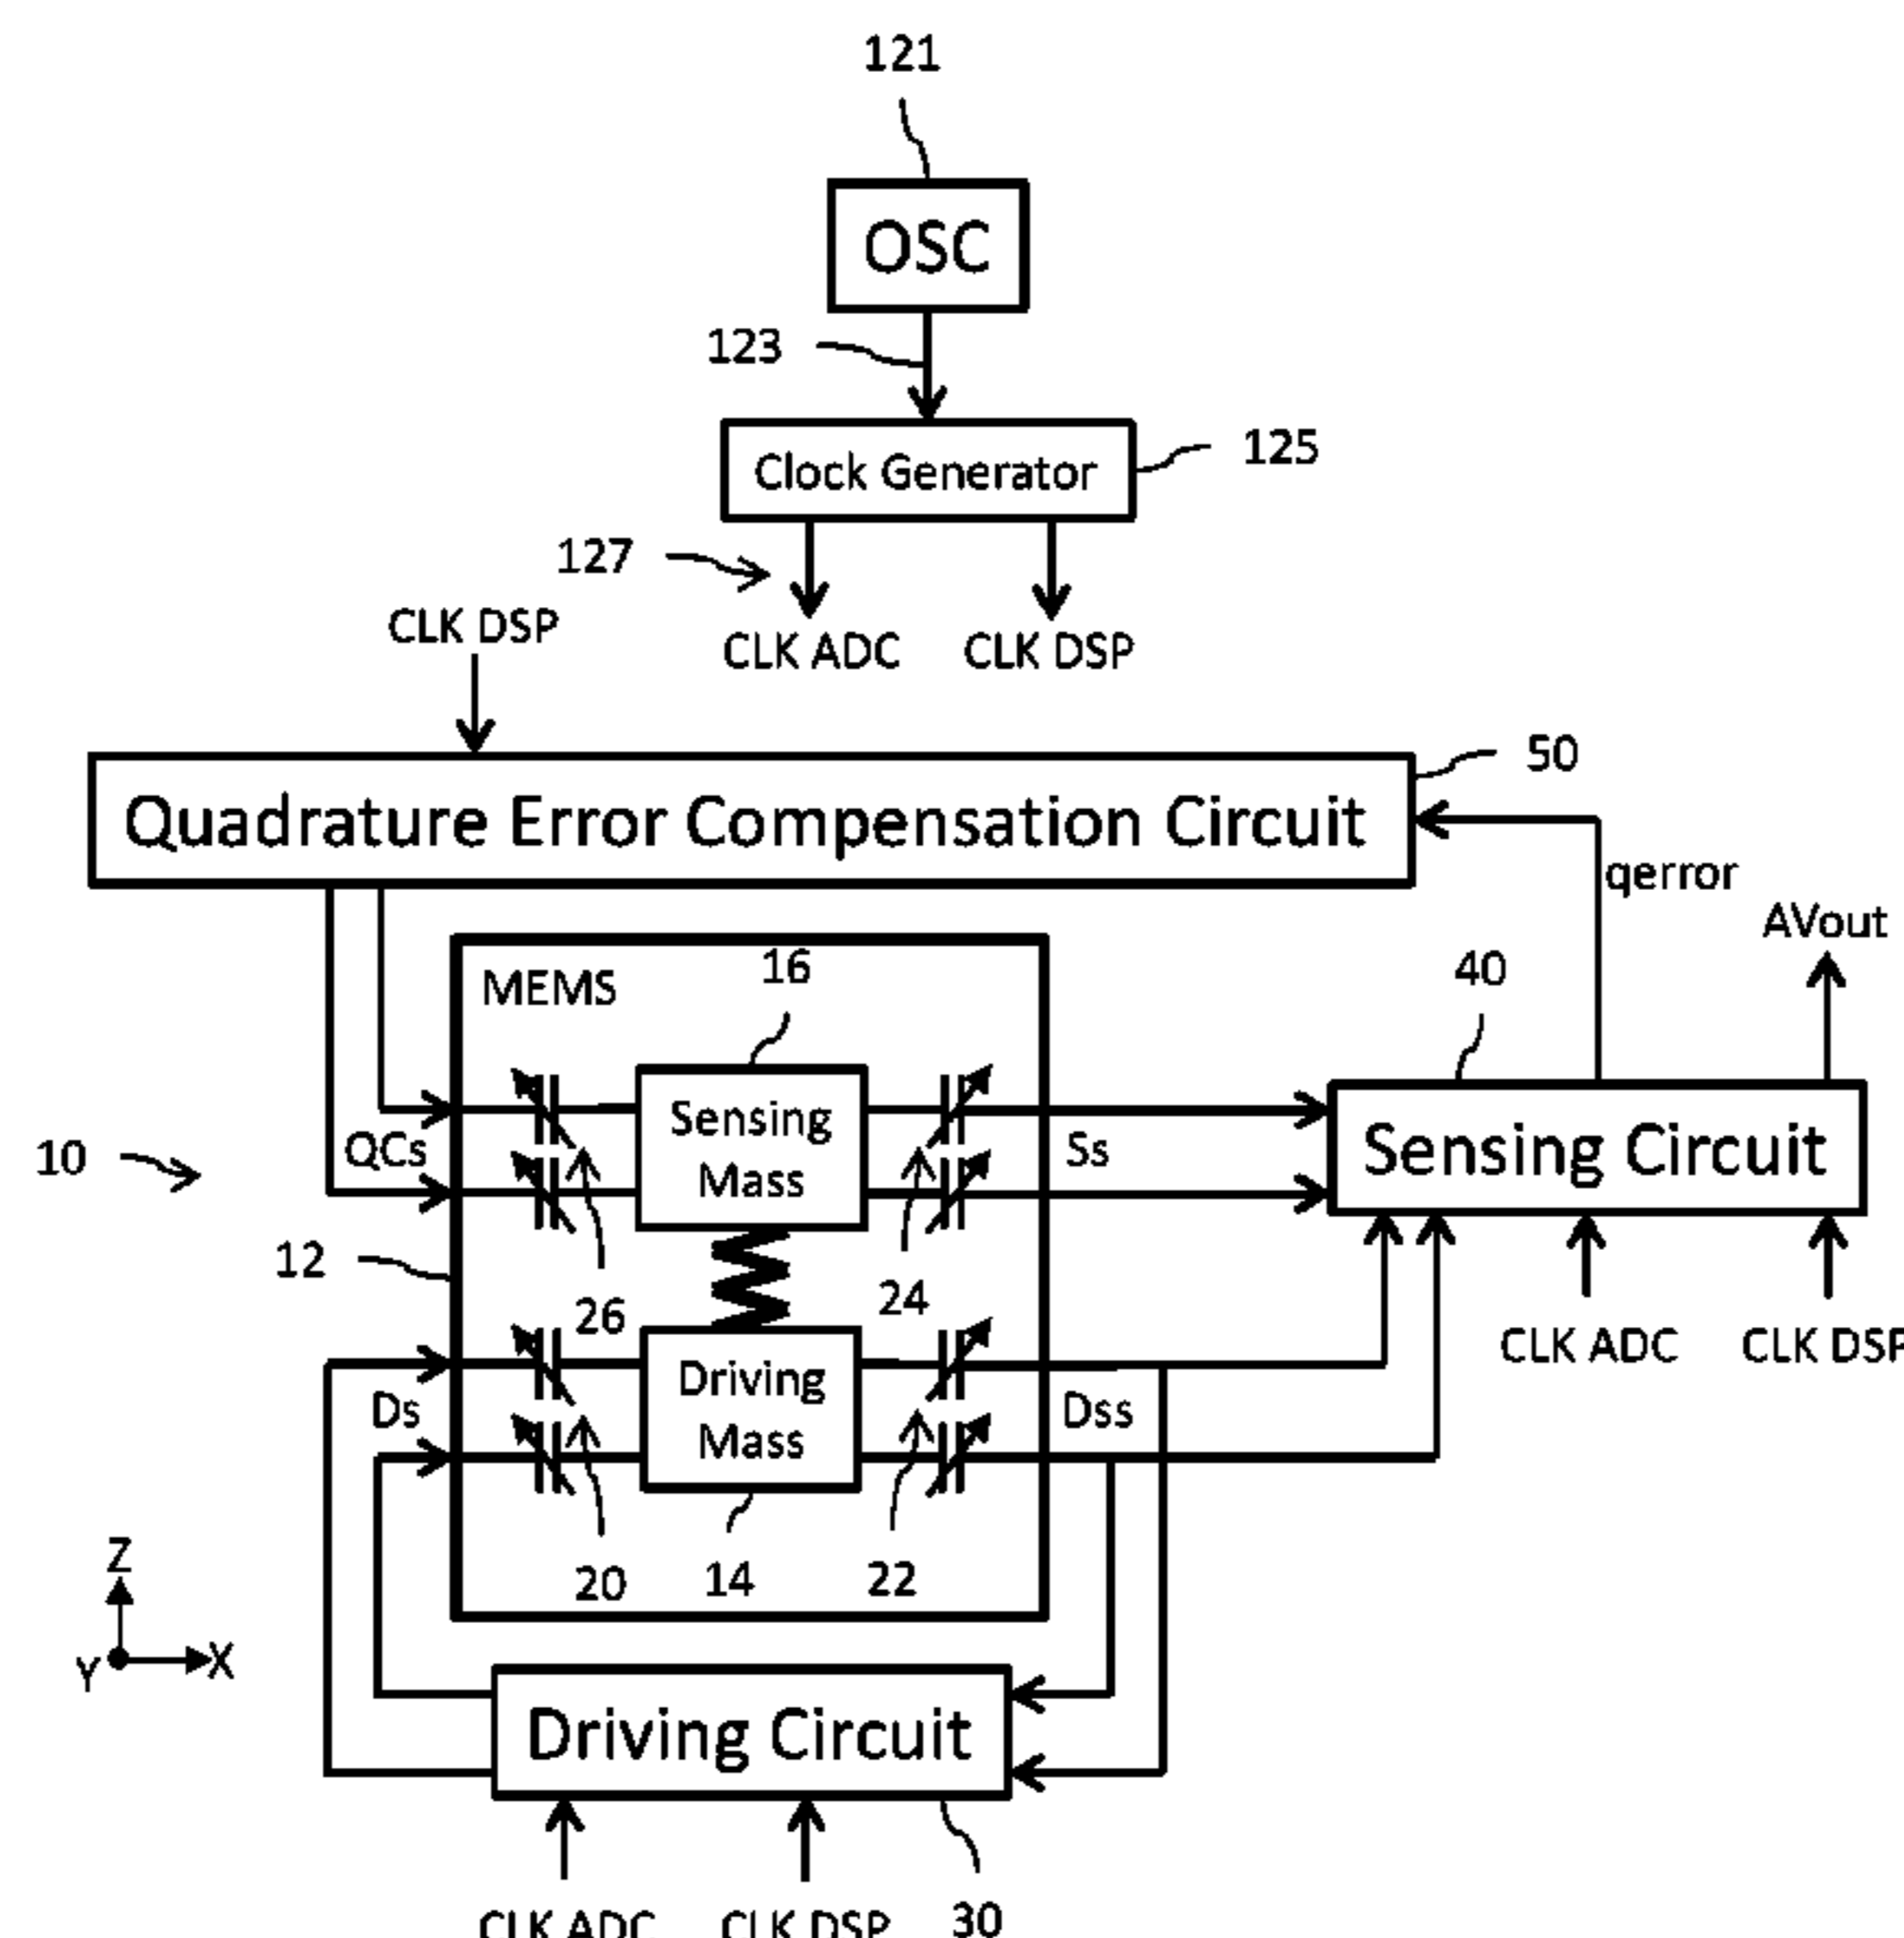 121
OSC
123
Clock Generator
125
127
CLK DSP
CLK ADC
CLK DSP
50
Quadrature Error Compensation Circuit
qerror
AVout
MEMS
16
40
Sensing
Mass
QCs
Ss
Sensing Circuit
10
12
26
24
CLK ADC
CLK DSP
Driving
Mass
Ds
Dss
20
14
22
Z
Y
X
Driving Circuit
CLK ADC
CLK DSP
30